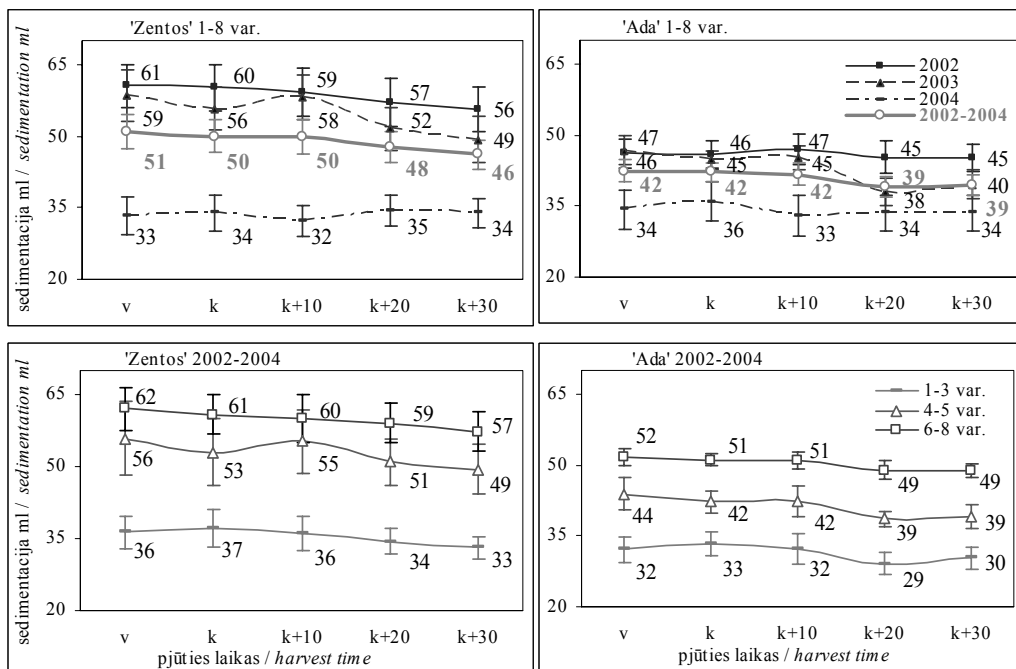 'Zentos' 1-8 var.
sedimentacija ml / sedimentation ml
65
50
35
20
61 60 59 57 56
59 56 58 52 49
51 50 50 48 46
33 34 32 35 34
v k k+10 k+20 k+30
'Ada' 1-8 var.
2002
2003
2004
2002-2004
65
50
35
20
47 46 47 45 45
46 45 45 38 40
42 42 42 39 39
34 36 33 34 34
v k k+10 k+20 k+30
'Zentos' 2002-2004
sedimentacija ml / sedimentation ml
65
50
35
20
62 61 60 59 57
56 53 55 51 49
36 37 36 34 33
v k k+10 k+20 k+30
pjūties laikas / harvest time
'Ada' 2002-2004
1-3 var.
4-5 var.
6-8 var.
65
50
35
20
52 51 51 49 49
44 42 42 39 39
32 33 32 29 30
v k k+10 k+20 k+30
pjūties laikas / harvest time